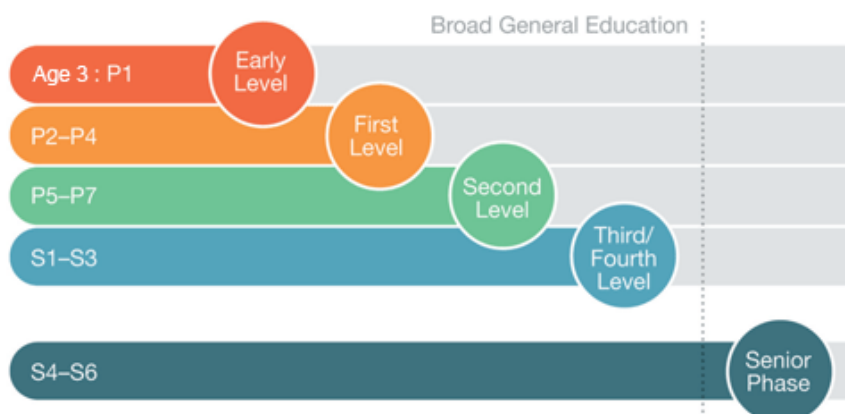 Broad General Education
Age 3 : P1
Early
Level
P2–P4
First
Level
P5–P7
Second
Level
S1–S3
Third/
Fourth
Level
S4–S6
Senior
Phase